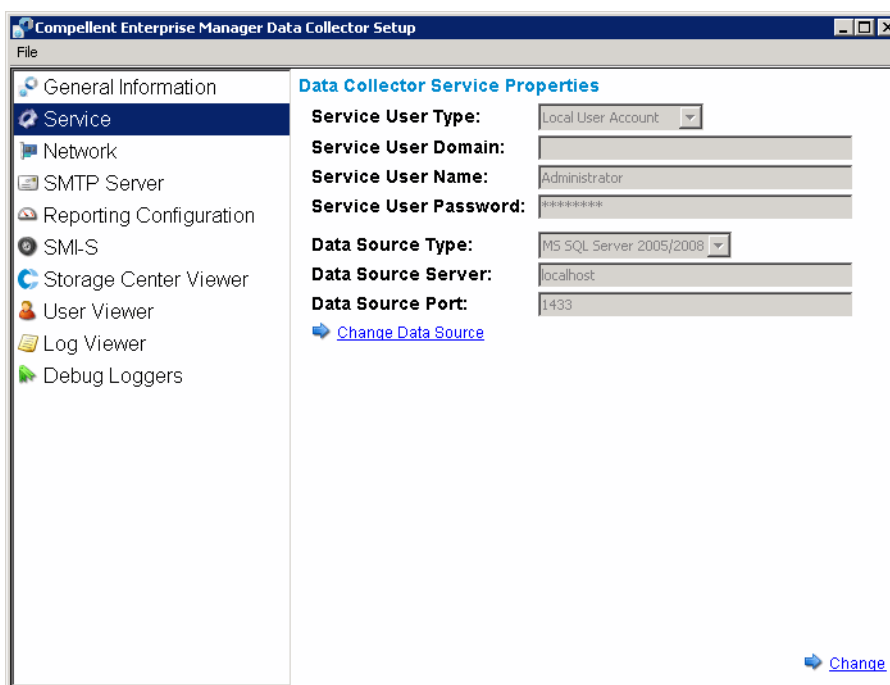 Compellent Enterprise Manager Data Collector Setup
File
General Information
Service
Network
SMTP Server
Reporting Configuration
SMI-S
Storage Center Viewer
User Viewer
Log Viewer
Debug Loggers
Data Collector Service Properties
Service User Type: Local User Account
Service User Domain:
Service User Name: Administrator
Service User Password: ********
Data Source Type: MS SQL Server 2005/2008
Data Source Server: localhost
Data Source Port: 1433
Change Data Source
Change